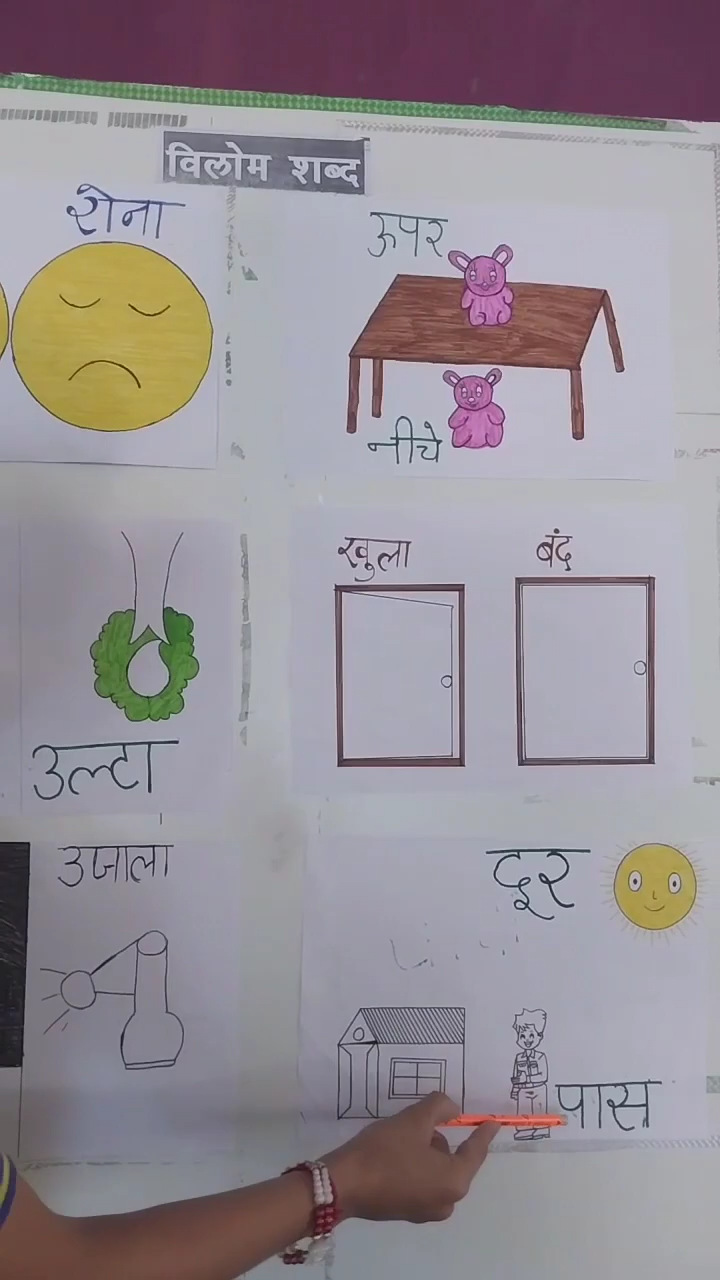 विलोम शब्द
रोना
ऊपर
नीचे
खुला
बंद
उल्टा
उजाला
दूर
पास